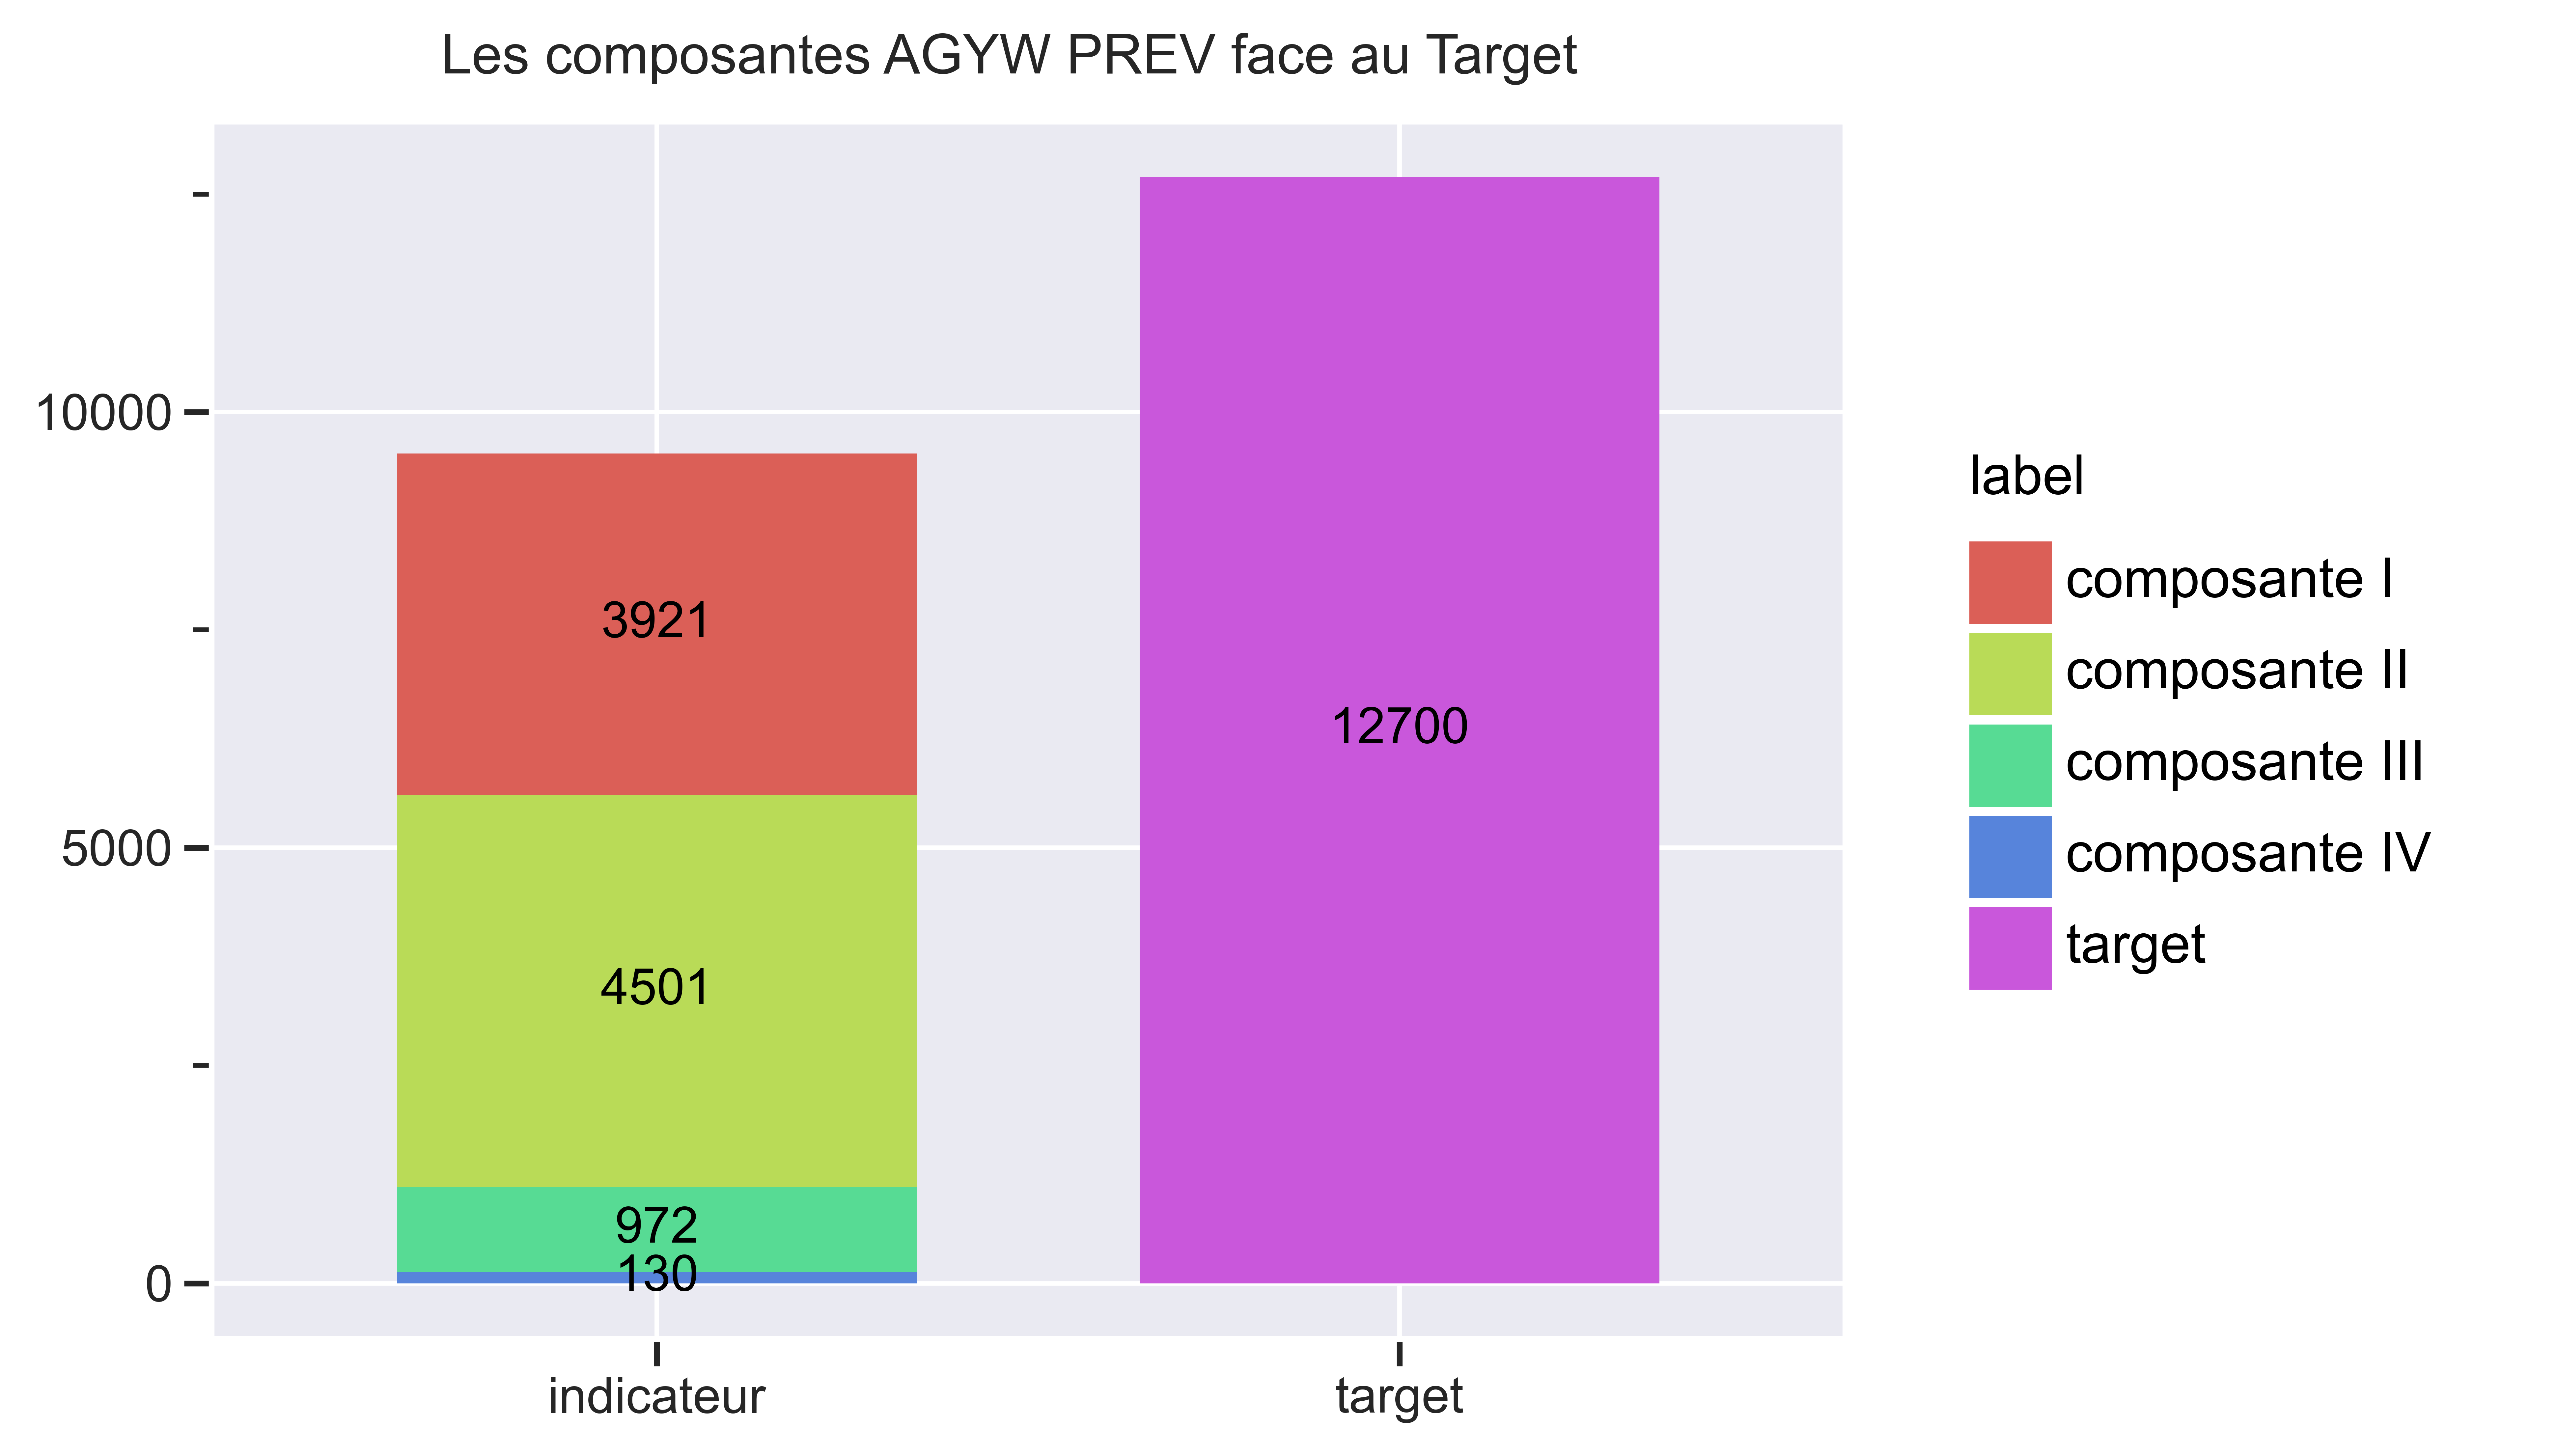 Les composantes AGYW PREV face au Target
10000
5000
0
3921
4501
972
130
12700
indicateur
target
label
composante I
composante II
composante III
composante IV
target